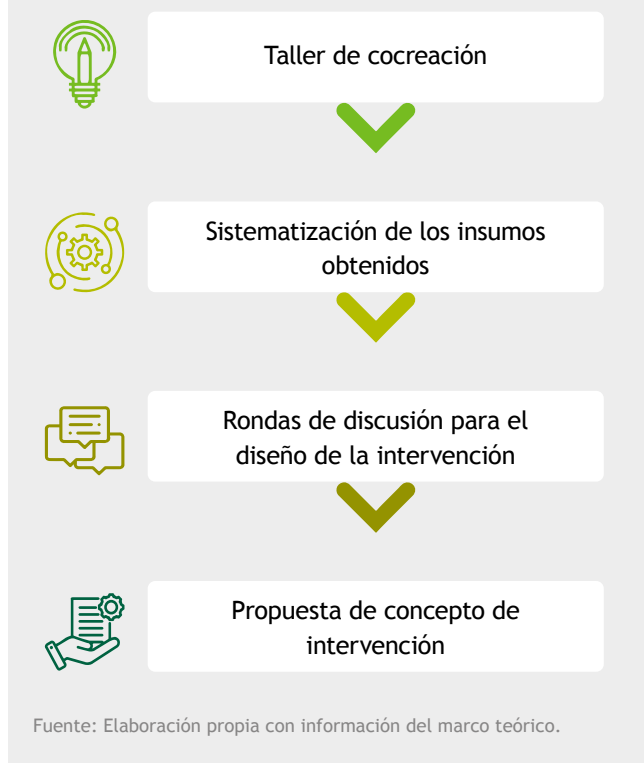 Taller de cocreación
Sistematización de los insumos
obtenidos
Rondas de discusión para el
diseño de la intervención
Propuesta de concepto de
intervención
Fuente: Elaboración propia con información del marco teórico.